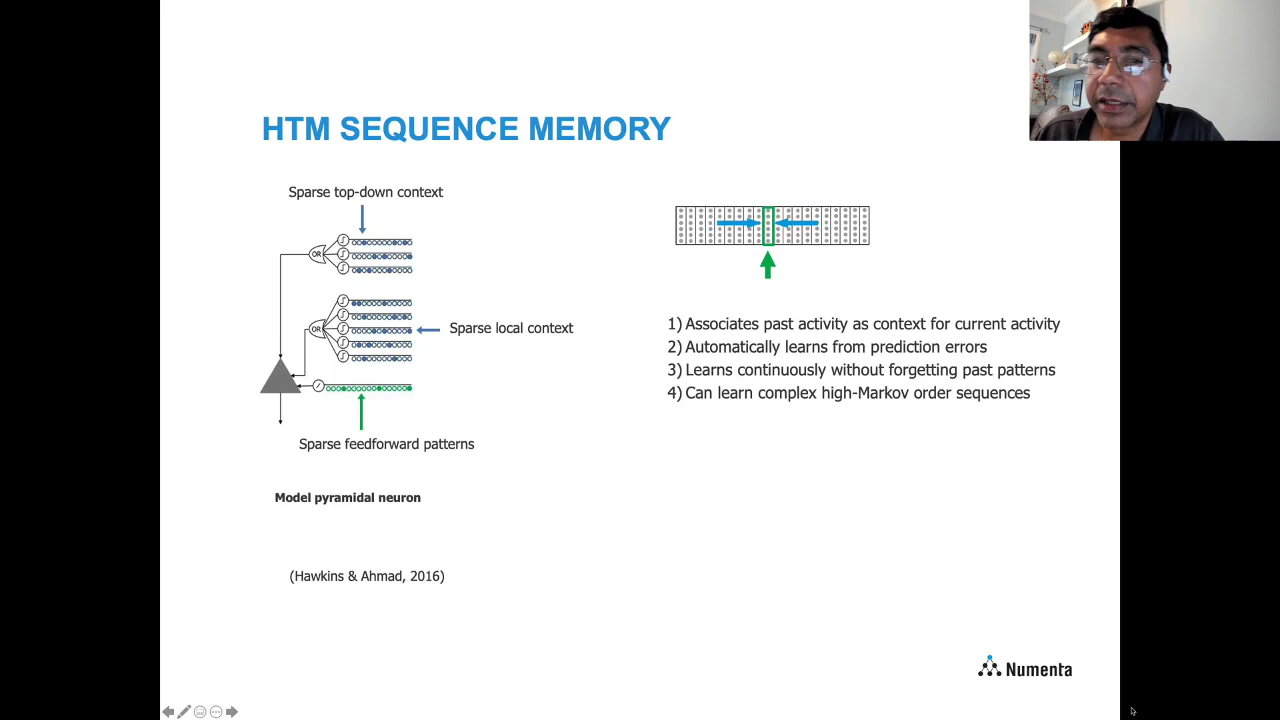 HTM SEQUENCE MEMORY
Sparse top-down context
OR
OR
Sparse local context
Sparse feedforward patterns
Model pyramidal neuron
(Hawkins & Ahmad, 2016)
1) Associates past activity as context for current activity
2) Automatically learns from prediction errors
3) Learns continuously without forgetting past patterns
4) Can learn complex high-Markov order sequences
Numenta